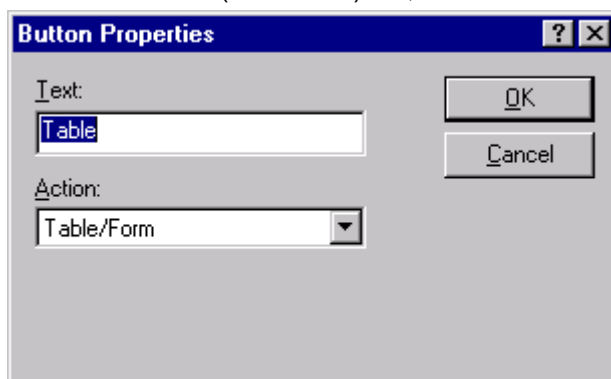 Button Properties
Text:
Table
Action:
Table/Form
OK
Cancel